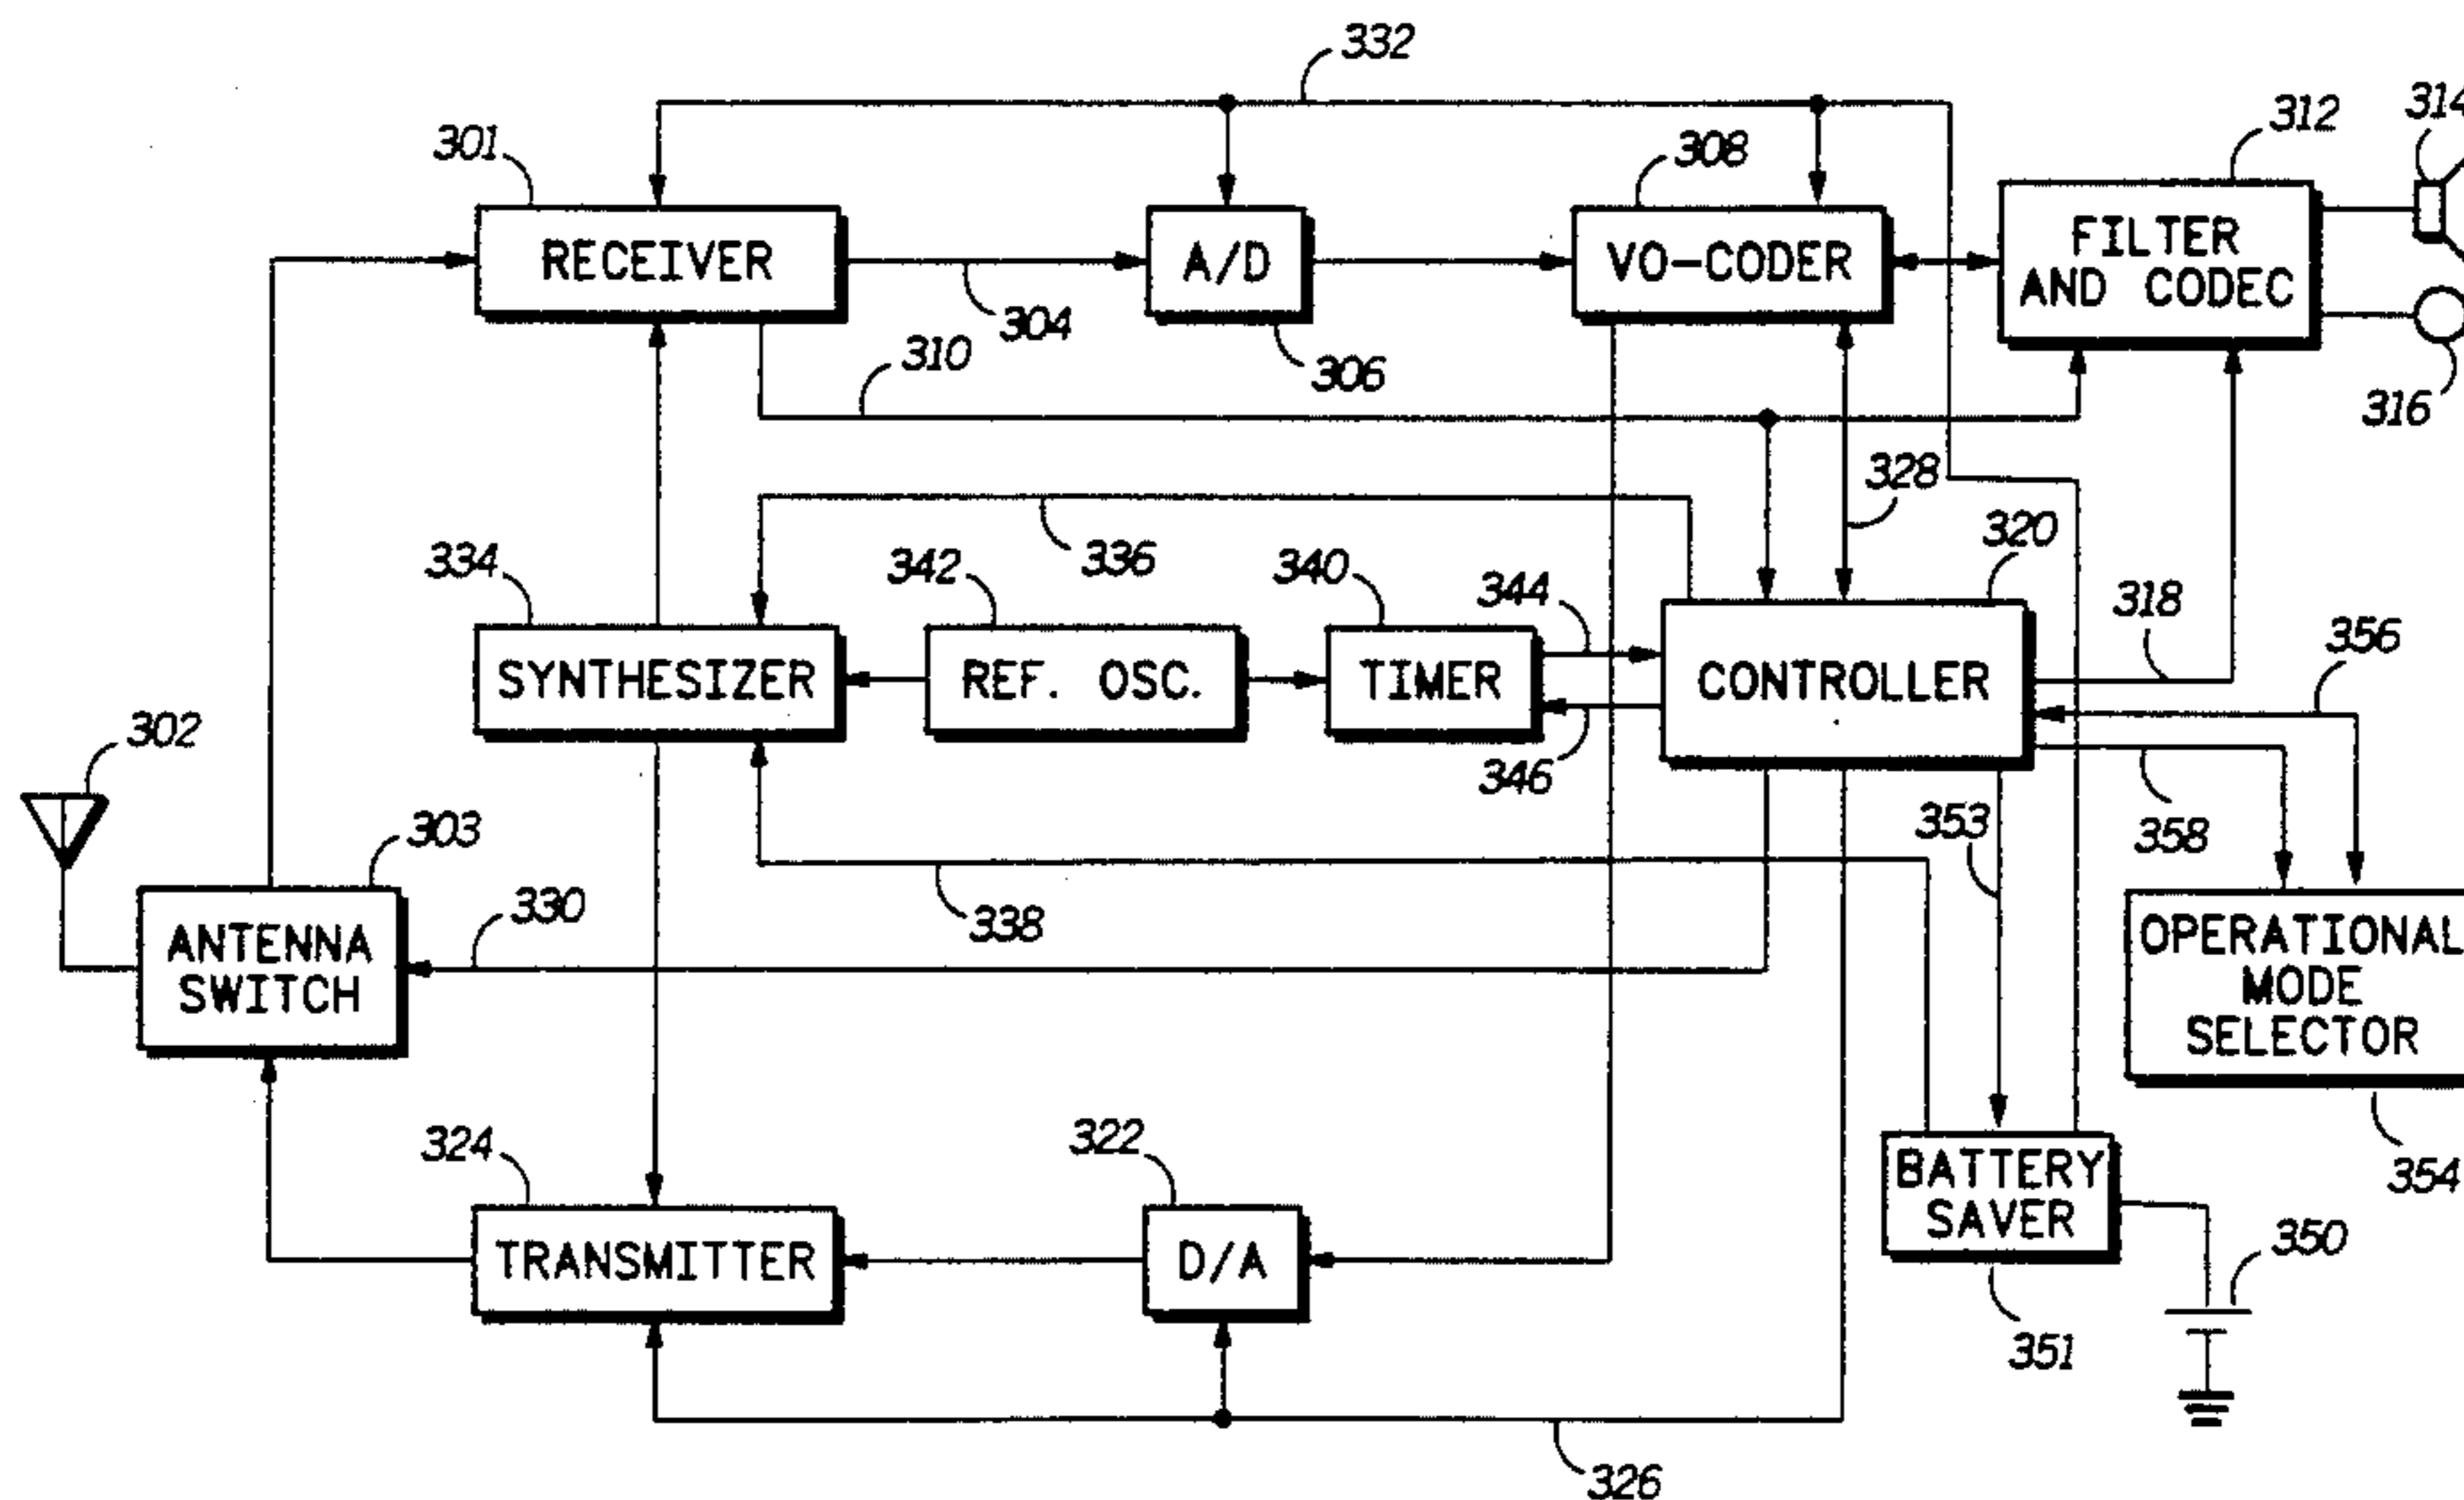 332
301
308
312
314
RECEIVER
A/D
VO-CODER
FILTER
AND CODEC
304
306
310
316
328
334
342
336
340
344
320
318
356
SYNTHESIZER
REF. OSC.
TIMER
CONTROLLER
302
346
303
353
358
330
338
ANTENNA
SWITCH
OPERATIONAL
MODE
SELECTOR
324
322
BATTERY
SAVER
354
TRANSMITTER
D/A
350
351
326